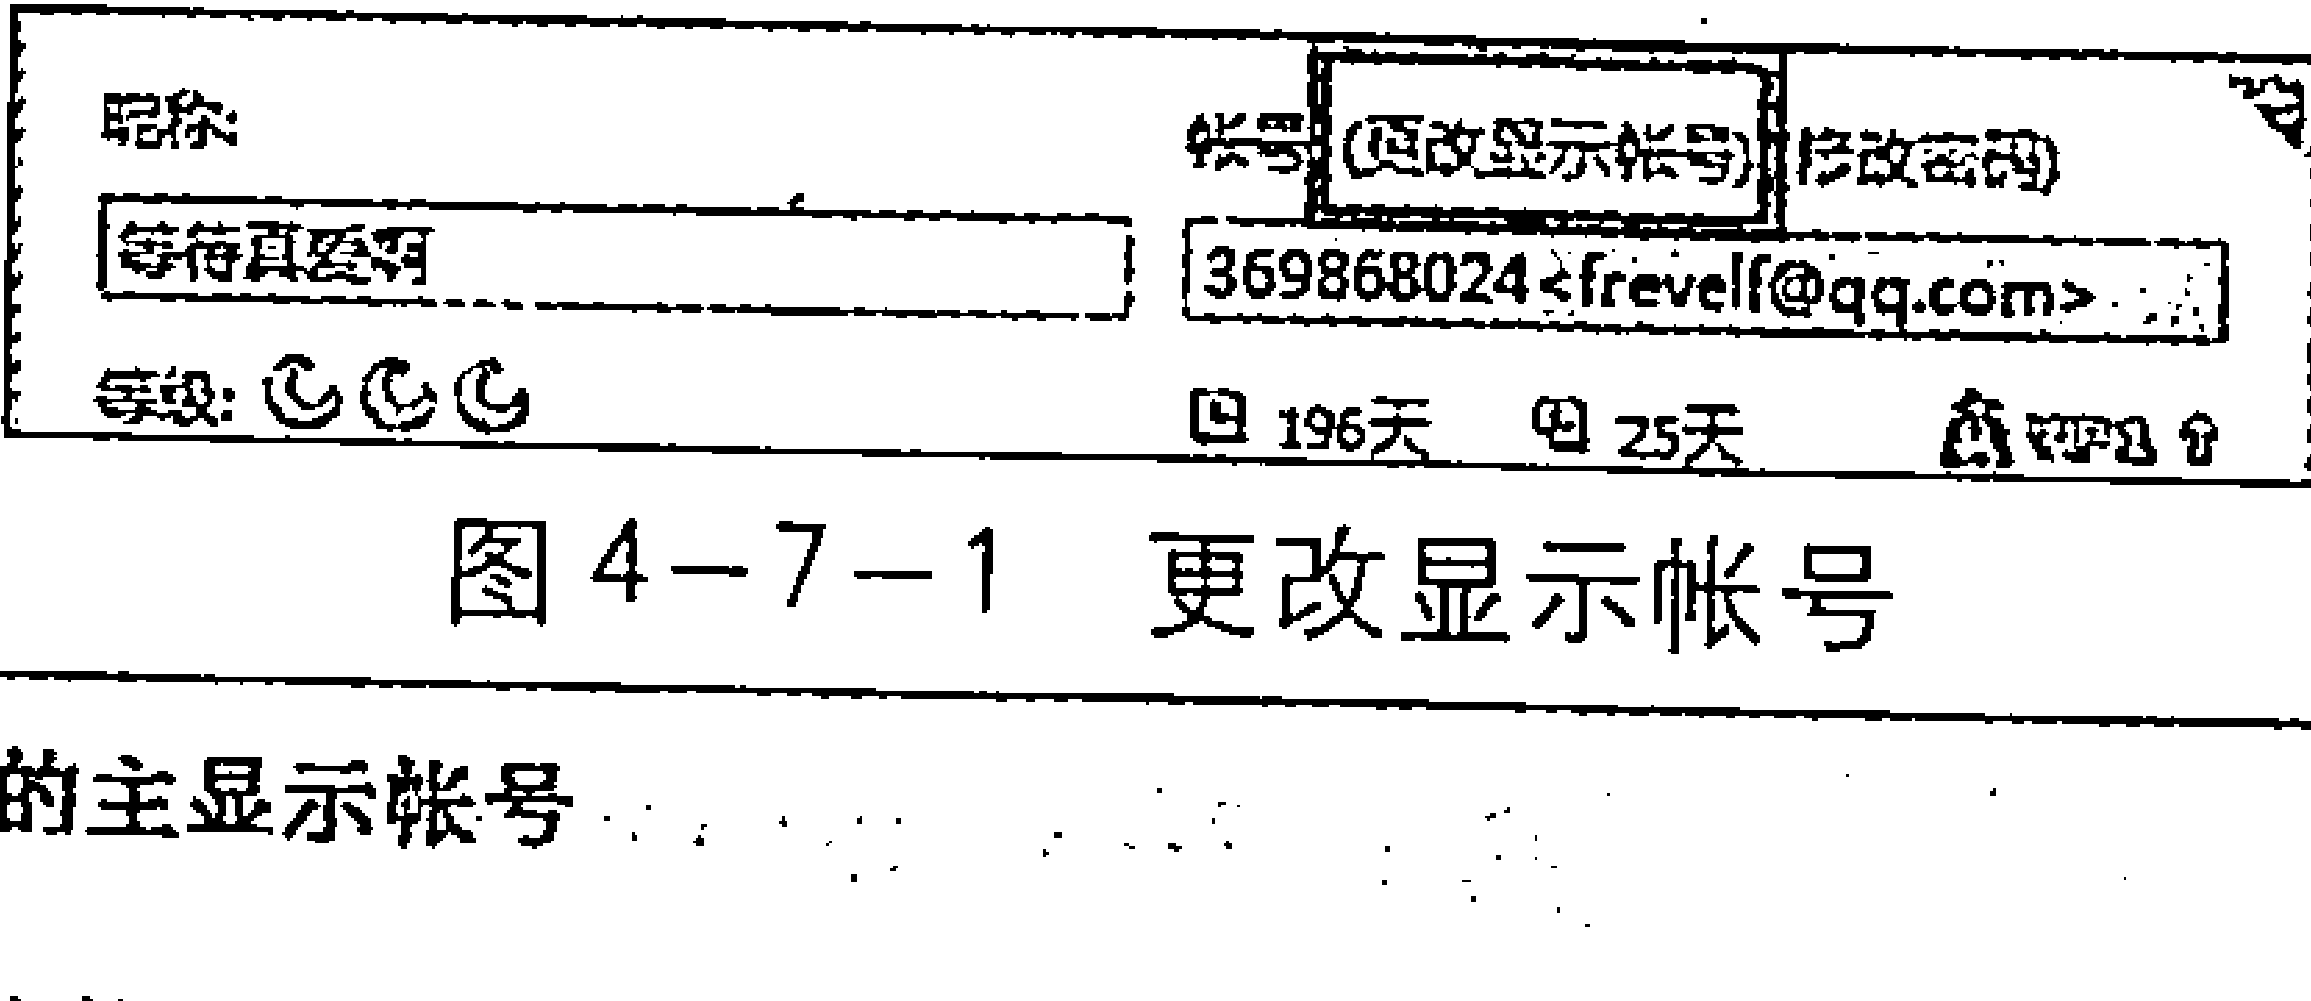 昵称:
帐号 (更改显示帐号) 修改密码)
等待真爱
369868024<frevelf@qq.com>
等级: 196天 25天
图 4-7-1 更改显示帐号
的主显示帐号